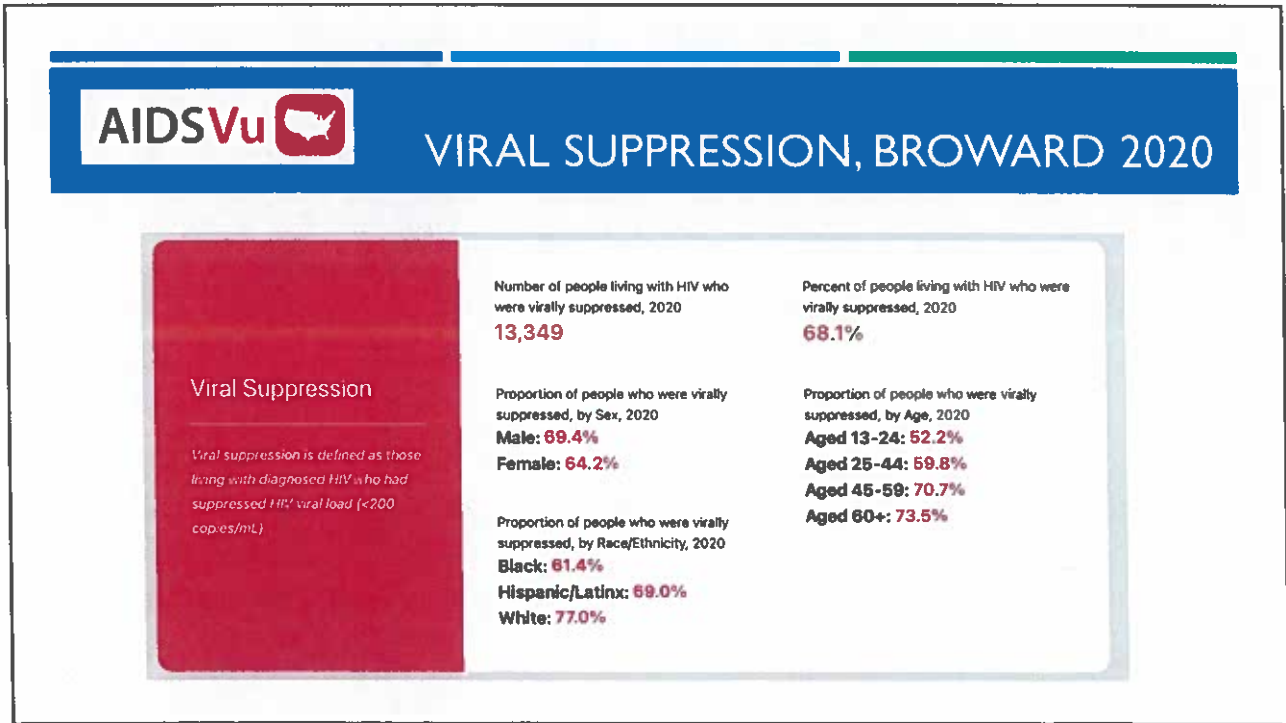 AIDSVu
VIRAL SUPPRESSION, BROWARD 2020
Viral Suppression
Viral suppression is defined as those
living with diagnosed HIV who had
suppressed HIV viral load (<200
copies/mL)
Number of people living with HIV who
were virally suppressed, 2020
13,349
Percent of people living with HIV who were
virally suppressed, 2020
68.1%
Proportion of people who were virally
suppressed, by Sex, 2020
Male: 69.4%
Female: 64.2%
Proportion of people who were virally
suppressed, by Age, 2020
Aged 13-24: 52.2%
Aged 25-44: 59.8%
Aged 45-59: 70.7%
Aged 60+: 73.5%
Proportion of people who were virally
suppressed, by Race/Ethnicity, 2020
Black: 61.4%
Hispanic/Latinx: 69.0%
White: 77.0%